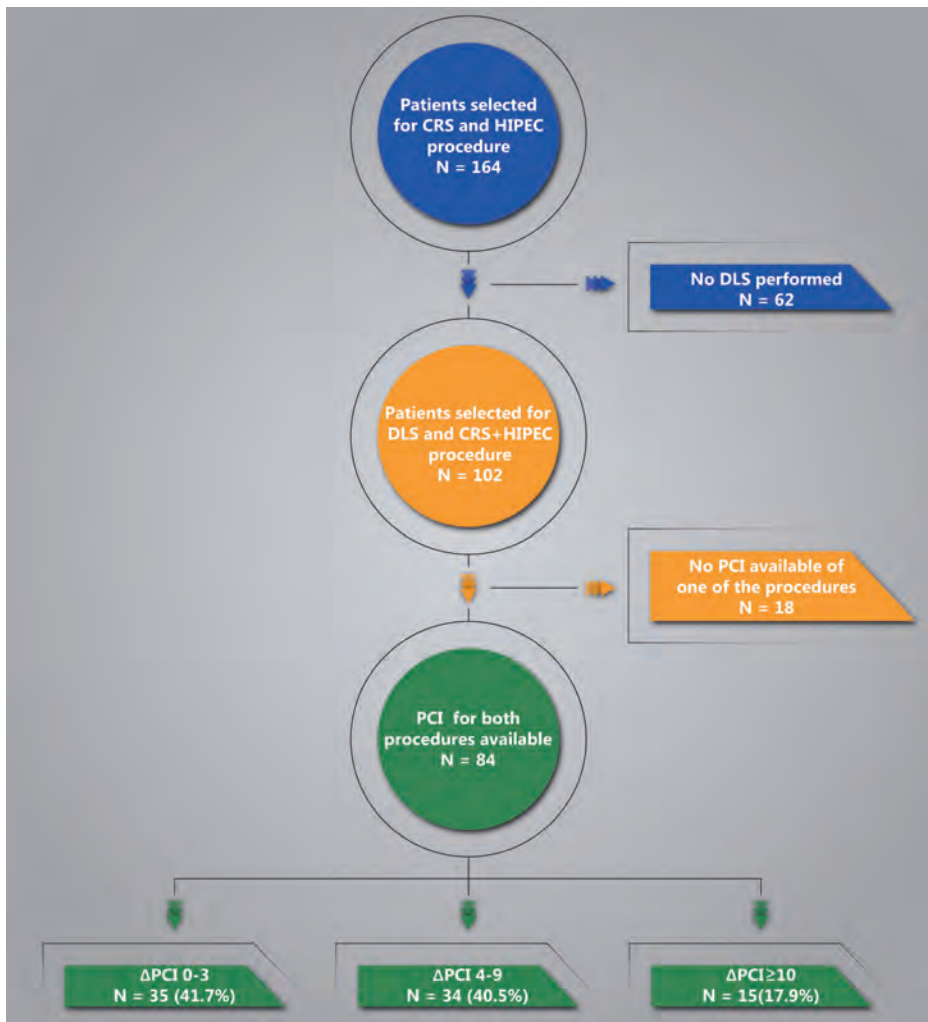 Patients selected
for CRS and HIPEC
procedure
N = 164
No DLS performed
N = 62
Patients selected for
DLS and CRS+HIPEC
procedure
N = 102
No PCI available of
one of the procedures
N = 18
PCI for both
procedures available
N = 84
ΔPCI 0-3
N = 35 (41.7%)
ΔPCI 4-9
N = 34 (40.5%)
ΔPCI≥10
N = 15(17.9%)